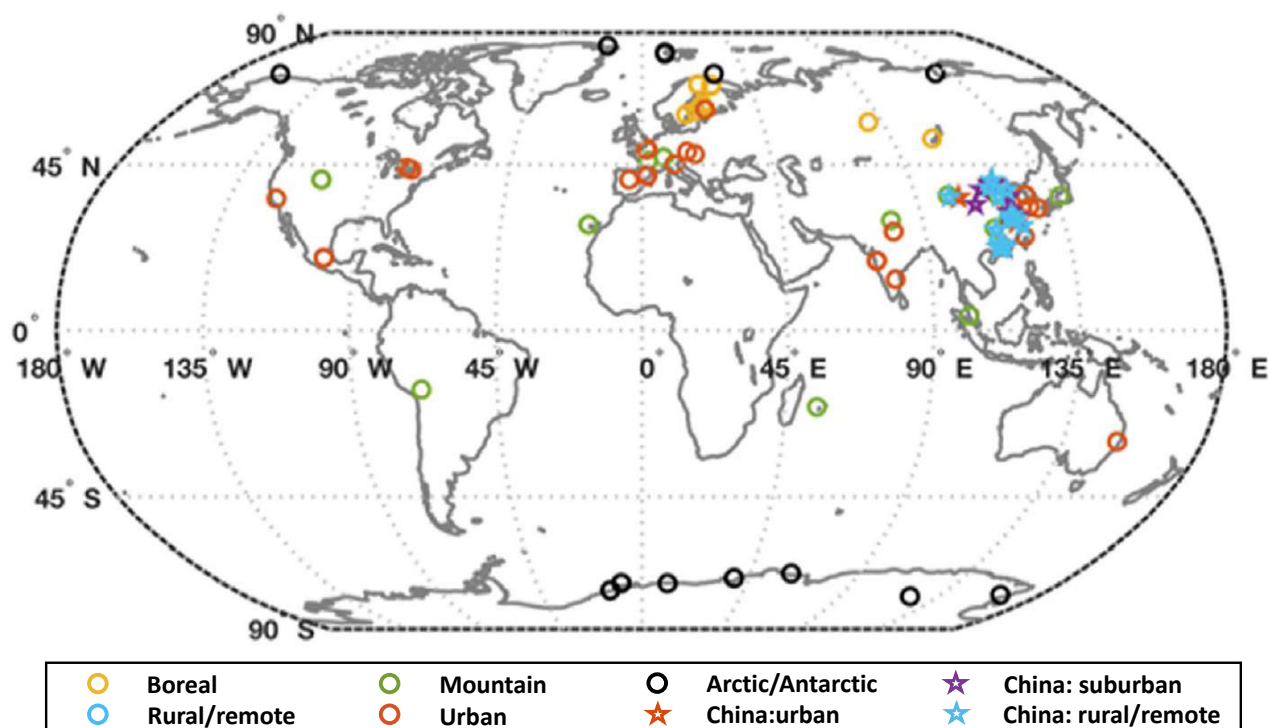 90° N
45° N
0°
180° W 135° W 90° W 45° W 0° 45° E 90° E 135° E 180° E
45° S
90° S
Boreal Mountain Arctic/Antarctic China: suburban
Rural/remote Urban China:urban China: rural/remote